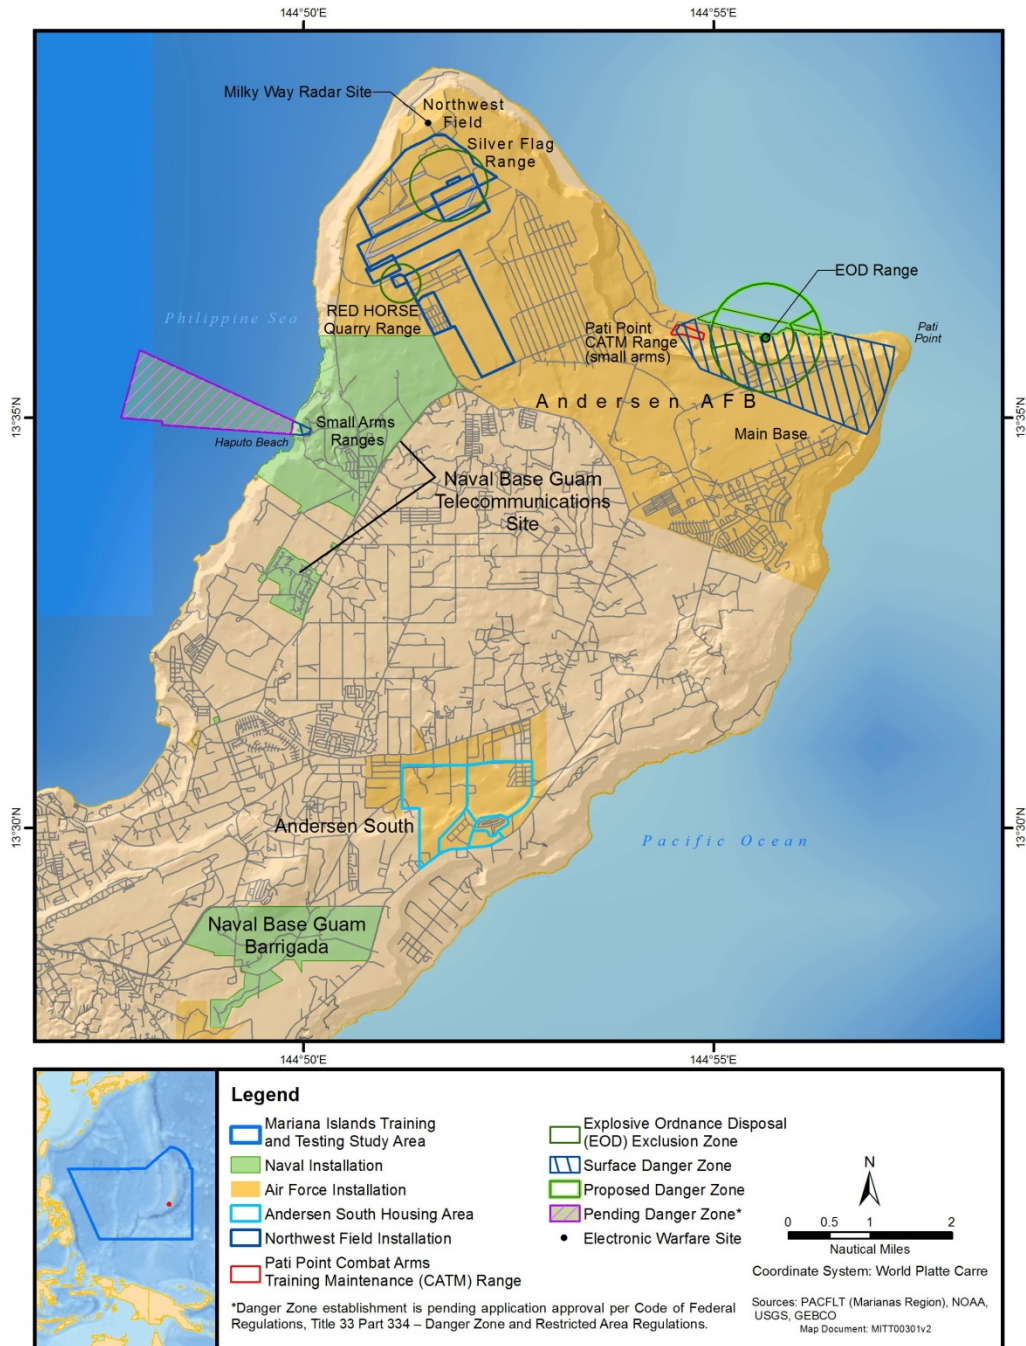 144°50'E
144°55'E
Milky Way Radar Site
Northwest
Field
Silver Flag
Range
EOD Range
RED HORSE
Quarry Range
Philippine Sea
Pati Point
CATM Range
(small arms)
Pati
Point
Andersen AFB
13°35'N
13°35'N
Small Arms
Ranges
Haputo Beach
Main Base
Naval Base Guam
Telecommunications
Site
13°30'N
13°30'N
Andersen South
Pacific Ocean
Naval Base Guam
Barrigada
144°50'E
144°55'E
Legend
Mariana Islands Training
and Testing Study Area
Naval Installation
Air Force Installation
Andersen South Housing Area
Northwest Field Installation
Pati Point Combat Arms
Training Maintenance (CATM) Range
Explosive Ordnance Disposal
(EOD) Exclusion Zone
Surface Danger Zone
Proposed Danger Zone
Pending Danger Zone*
Electronic Warfare Site
*Danger Zone establishment is pending application approval per Code of Federal
Regulations, Title 33 Part 334 – Danger Zone and Restricted Area Regulations.
N
0 0.5 1 2
Nautical Miles
Coordinate System: World Platte Carre
Sources: PACFLT (Marianas Region), NOAA,
USGS, GEBCO
Map Document: MITT00301v2